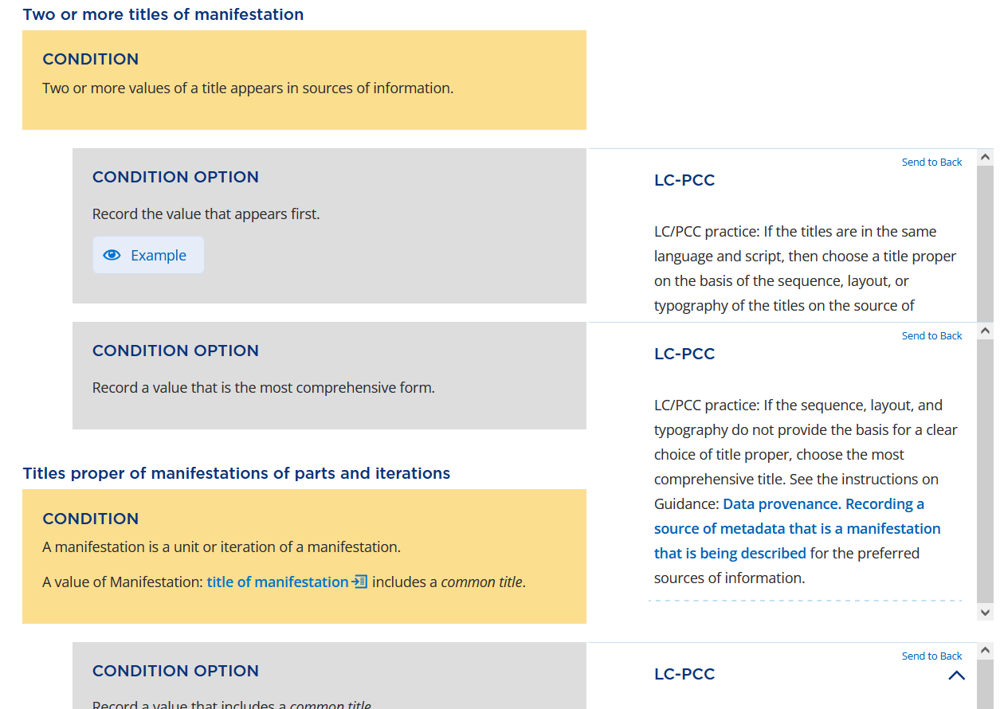 Two or more titles of manifestation
CONDITION
Two or more values of a title appears in sources of information.
CONDITION OPTION
Record the value that appears first.
Example
Send to Back
LC-PCC
LC/PCC practice: If the titles are in the same
language and script, then choose a title proper
on the basis of the sequence, layout, or
typography of the titles on the source of
CONDITION OPTION
Record a value that is the most comprehensive form.
Send to Back
LC-PCC
LC/PCC practice: If the sequence, layout, and
typography do not provide the basis for a clear
choice of title proper, choose the most
comprehensive title. See the instructions on
Guidance: Data provenance. Recording a
source of metadata that is a manifestation
that is being described for the preferred
sources of information.
Titles proper of manifestations of parts and iterations
CONDITION
A manifestation is a unit or iteration of a manifestation.
A value of Manifestation: title of manifestation includes a common title.
CONDITION OPTION
Record a value that includes a common title.
Send to Back
LC-PCC